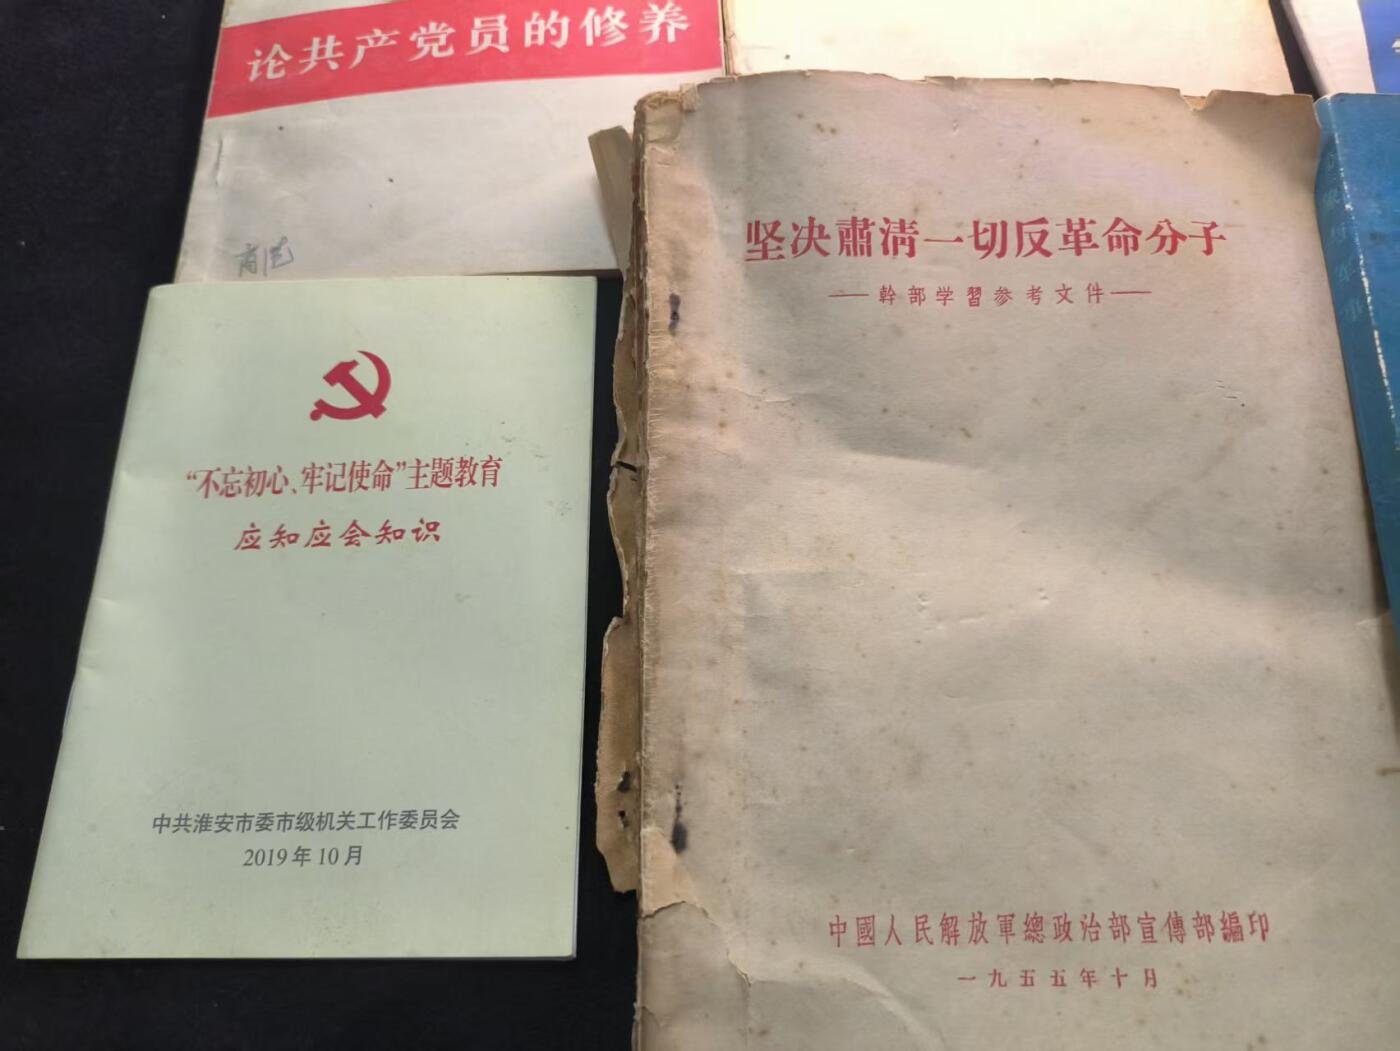 论共产党员的修养
“不忘初心、牢记使命”主题教育
应知应会知识
中共淮安市委市级机关工作委员会
2019年10月
坚决肅清一切反革命分子
——幹部学習参考文件——
中國人民解放軍總政治部宣傳部編印
一九五五年十月